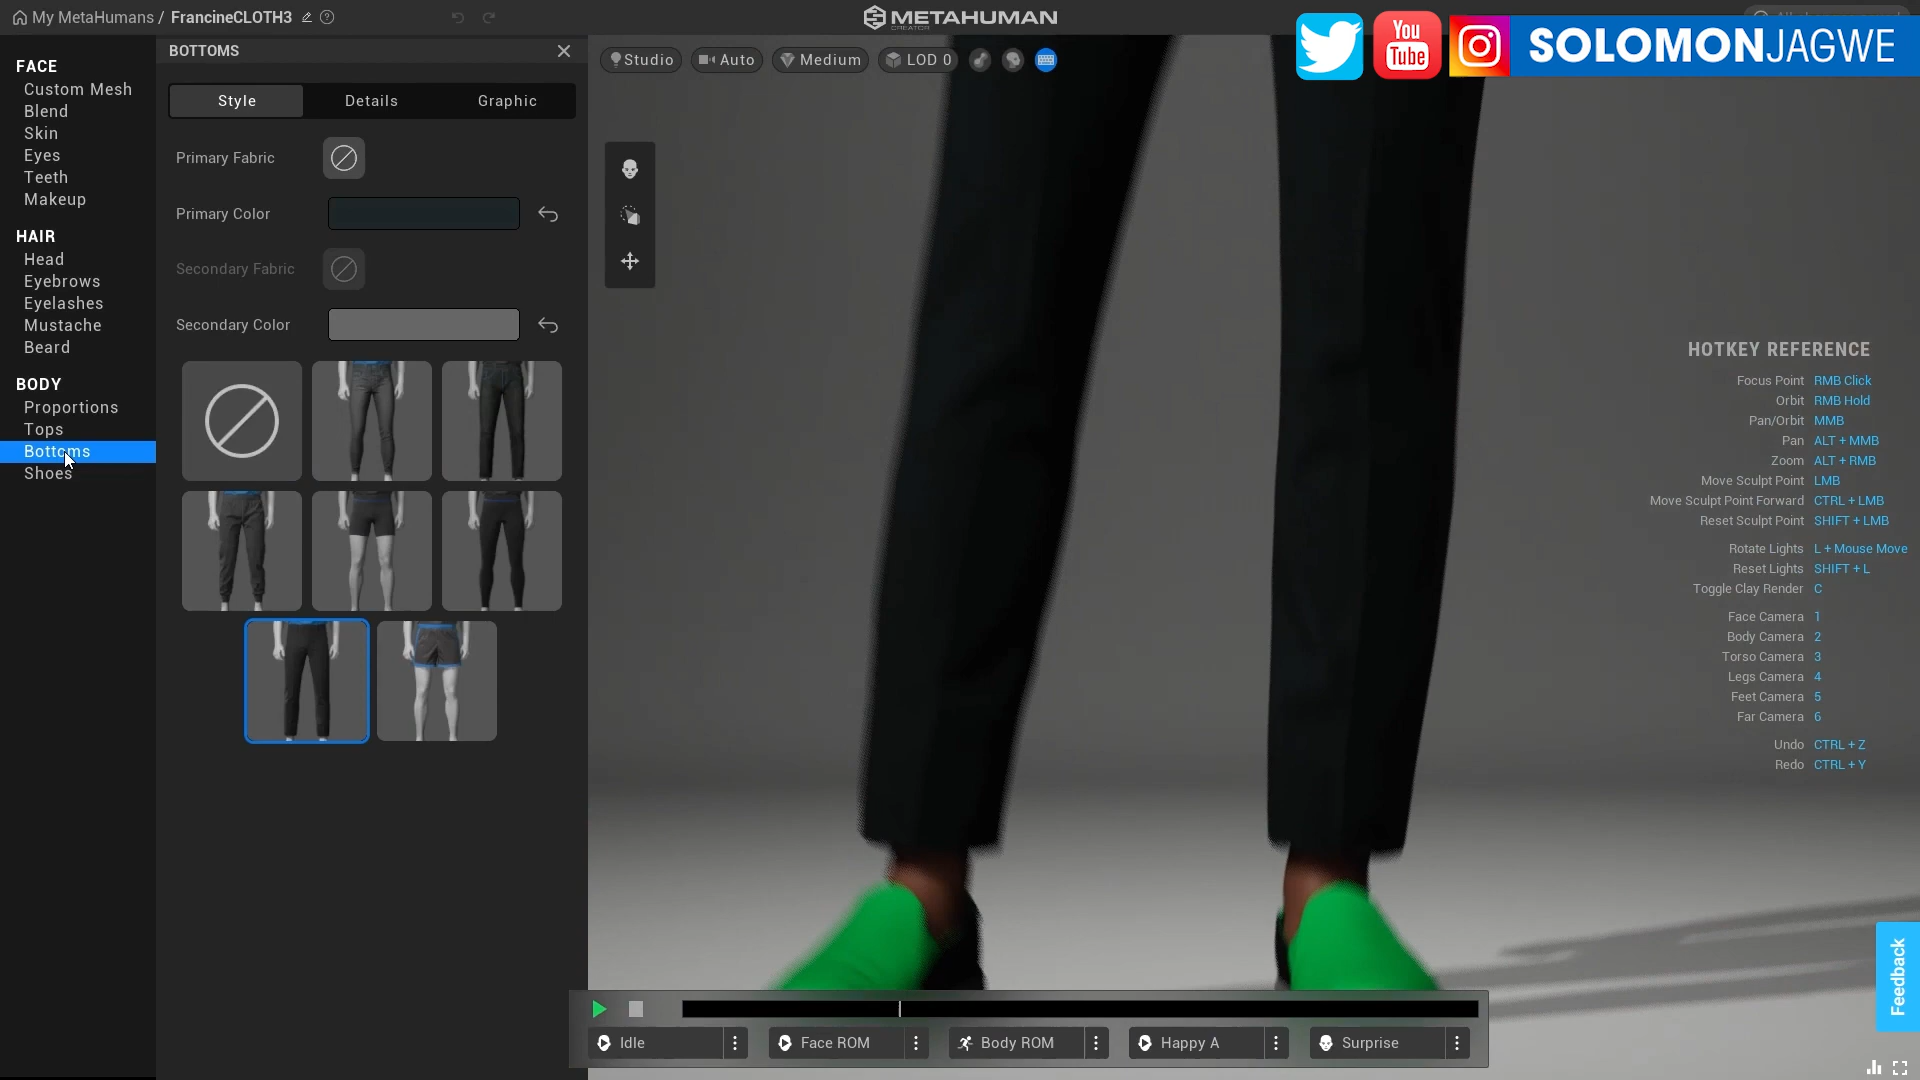 My MetaHumans / FrancineCLOTH3
METAHUMAN
CREATOR
You
Tube
SOLOMONJAGWE
FACE
Custom Mesh
Blend
Skin
Eyes
Teeth
Makeup
HAIR
Head
Eyebrows
Eyelashes
Mustache
Beard
BODY
Proportions
Tops
Bottoms
Shoes
BOTTOMS
Style Details Graphic
Primary Fabric
Primary Color
Secondary Fabric
Secondary Color
Studio Auto Medium LOD 0
HOTKEY REFERENCE
Focus Point RMB Click
Orbit RMB Hold
Pan/Orbit MMB
Pan ALT + MMB
Zoom ALT + RMB
Move Sculpt Point LMB
Move Sculpt Point Forward CTRL + LMB
Reset Sculpt Point SHIFT + LMB
Rotate Lights L + Mouse Move
Reset Lights SHIFT + L
Toggle Clay Render C
Face Camera 1
Body Camera 2
Torso Camera 3
Legs Camera 4
Feet Camera 5
Far Camera 6
Undo CTRL + Z
Redo CTRL + Y
Feedback
Idle Face ROM Body ROM Happy A Surprise